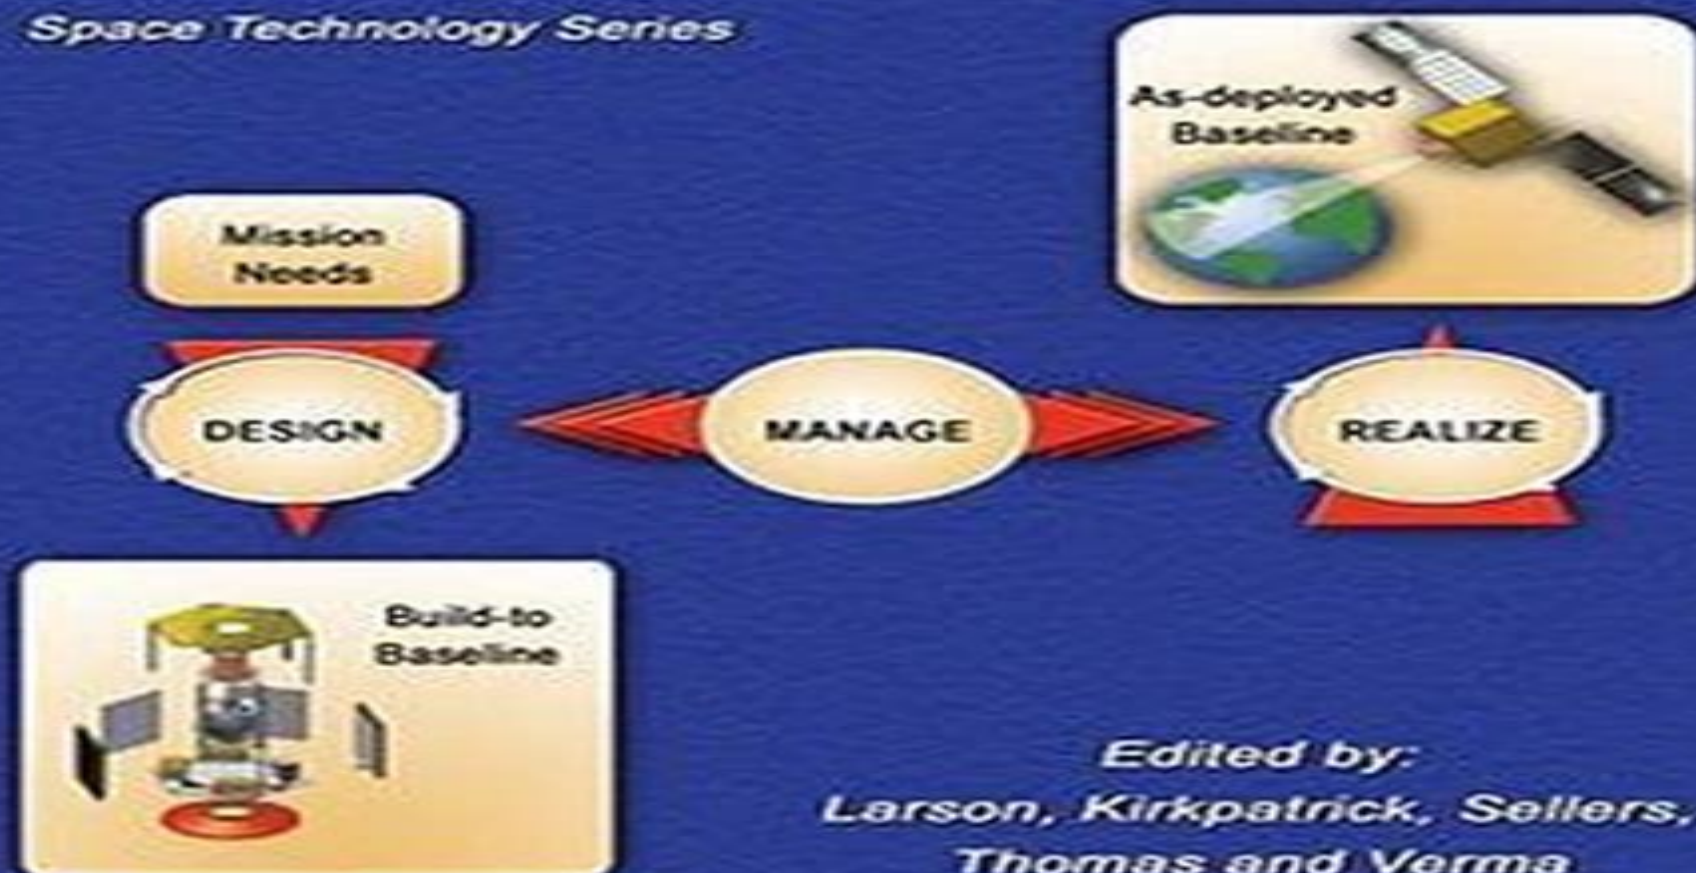 Space Technology Series
As-deployed
Baseline
Mission
Needs
DESIGN
MANAGE
REALIZE
Build-to
Baseline
Edited by:
Larson, Kirkpatrick, Sellers,
Thomas and Verma